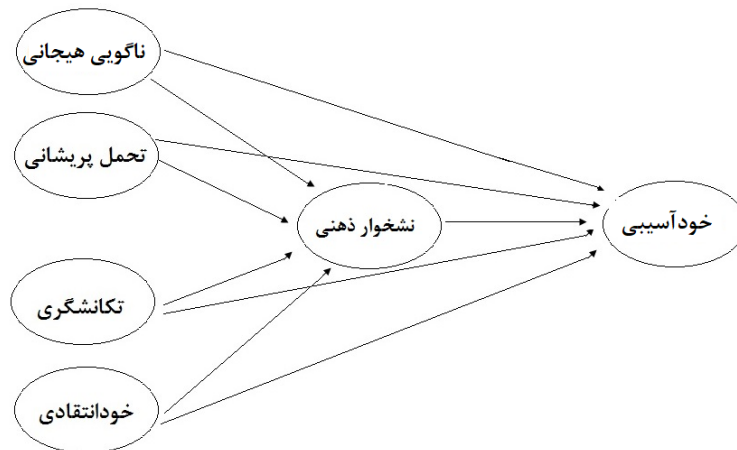 ناگویی هیجانی
تحمل پریشانی
نشخوار ذهنی
خودآسیبی
تکانشگری
خودانتقادی